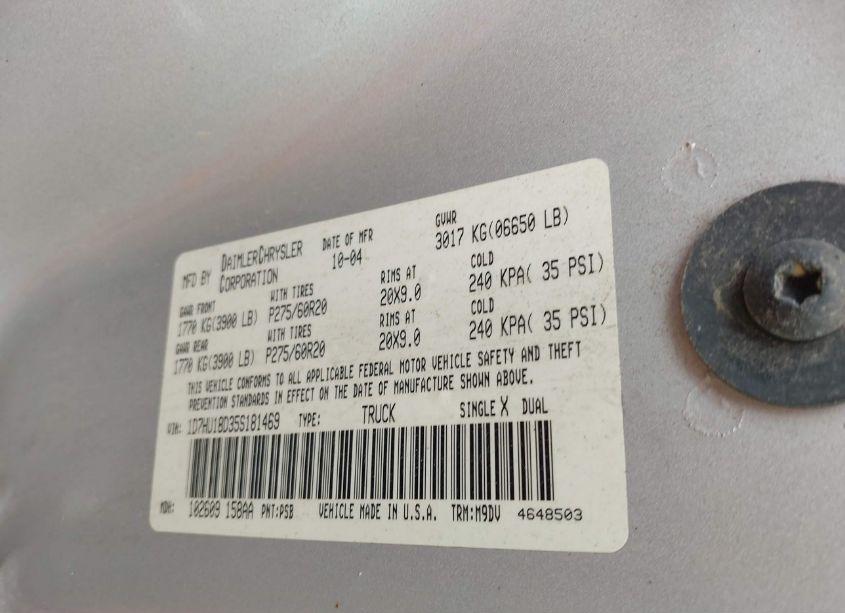 MFD BY DAIMLERCHRYSLER CORPORATION DATE OF MFR 10-04 GVWR 3017 KG(06650 LB)
GAWR FRONT WITH TIRES RIMS AT COLD
1770 KG(3900 LB) P275/60R20 20X9.0 240 KPA( 35 PSI)
GAWR REAR WITH TIRES RIMS AT COLD
1770 KG(3900 LB) P275/60R20 20X9.0 240 KPA( 35 PSI)
THIS VEHICLE CONFORMS TO ALL APPLICABLE FEDERAL MOTOR VEHICLE SAFETY AND THEFT
PREVENTION STANDARDS IN EFFECT ON THE DATE OF MANUFACTURE SHOWN ABOVE.
VIN: 1D7HU18D35S181469 TYPE: TRUCK SINGLE X DUAL
MDH: 102609 158AA PNT:PSB VEHICLE MADE IN U.S.A. TRM:M9DV 4648503